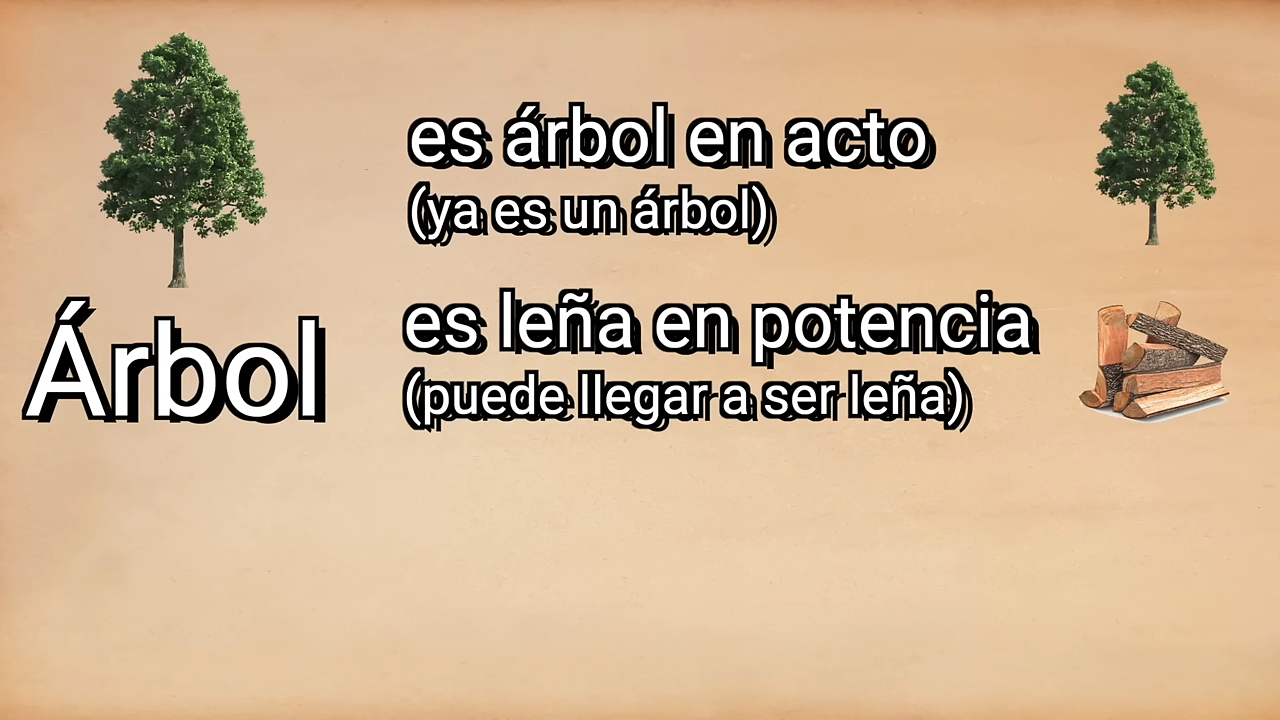 Árbol
es árbol en acto
(ya es un árbol)
es leña en potencia
(puede llegar a ser leña)